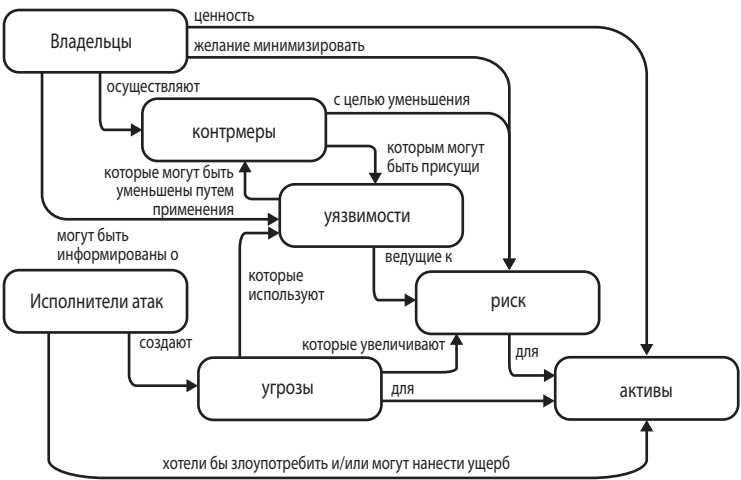 ценность
Владельцы
желание минимизировать
осуществляют
с целью уменьшения
контрмеры
которым могут
быть присущи
которые могут быть
уменьшены путем
применения
уязвимости
могут быть
информированы о
ведущие к
которые
используют
Исполнители атак
риск
создают
которые увеличивают
для
угрозы
для
активы
хотели бы злоупотребить и/или могут нанести ущерб